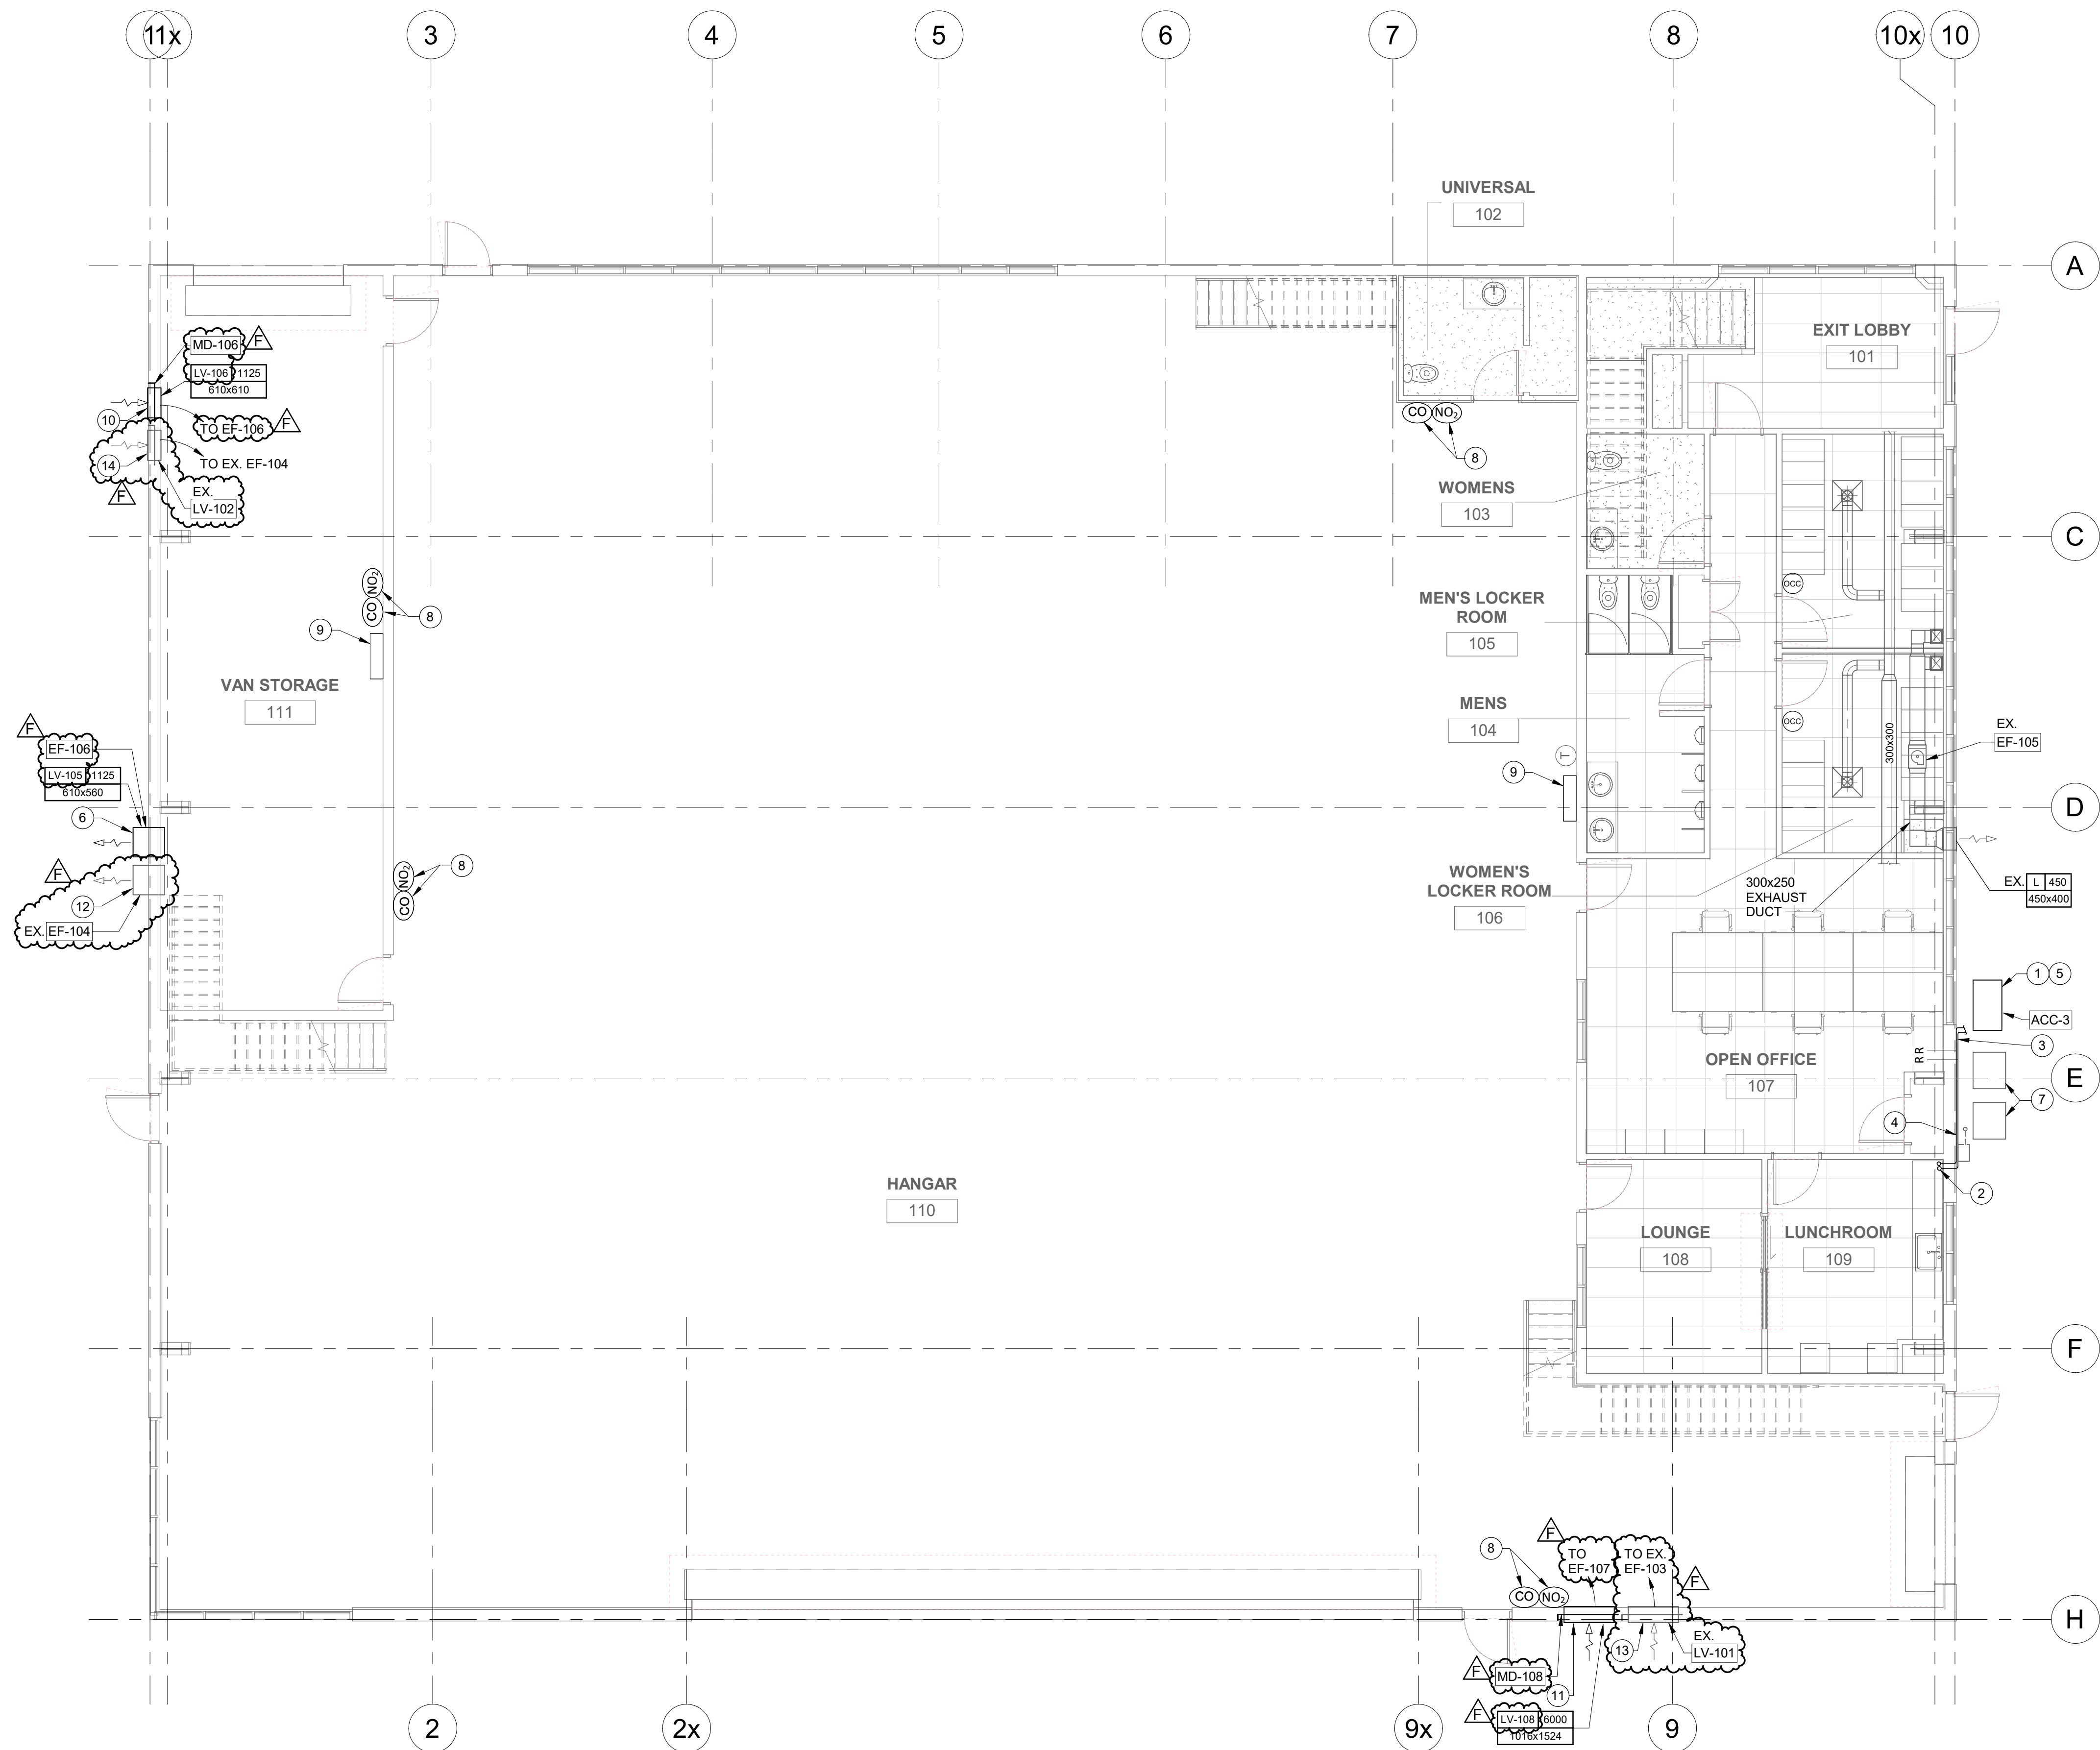 11x
3
4
5
6
7
8
10x
10
UNIVERSAL
102
A
EXIT LOBBY
101
MD-106
F
LV-106
1125
610x610
10
TO EF-106
F
14
TO EX. EF-104
F
EX.
LV-102
CO
NO2
8
WOMENS
103
C
NO2
CO
8
9
OCC
MEN'S LOCKER
ROOM
105
VAN STORAGE
111
MENS
104
OCC
300x300
EX.
EF-105
F
EF-106
LV-105
1125
610x560
6
T
9
D
F
12
EX.
EF-104
NO2
CO
8
WOMEN'S
LOCKER ROOM
106
300x250
EXHAUST
DUCT
EX.
L
450
450x400
1
5
ACC-3
3
R R
OPEN OFFICE
107
E
7
4
2
HANGAR
110
LOUNGE
108
LUNCHROOM
109
F
8
F
TO
EF-107
TO EX.
EF-103
F
CO
NO2
H
13
EX.
LV-101
F
MD-108
11
F
LV-108
6000
1016x1524
2
2x
9x
9